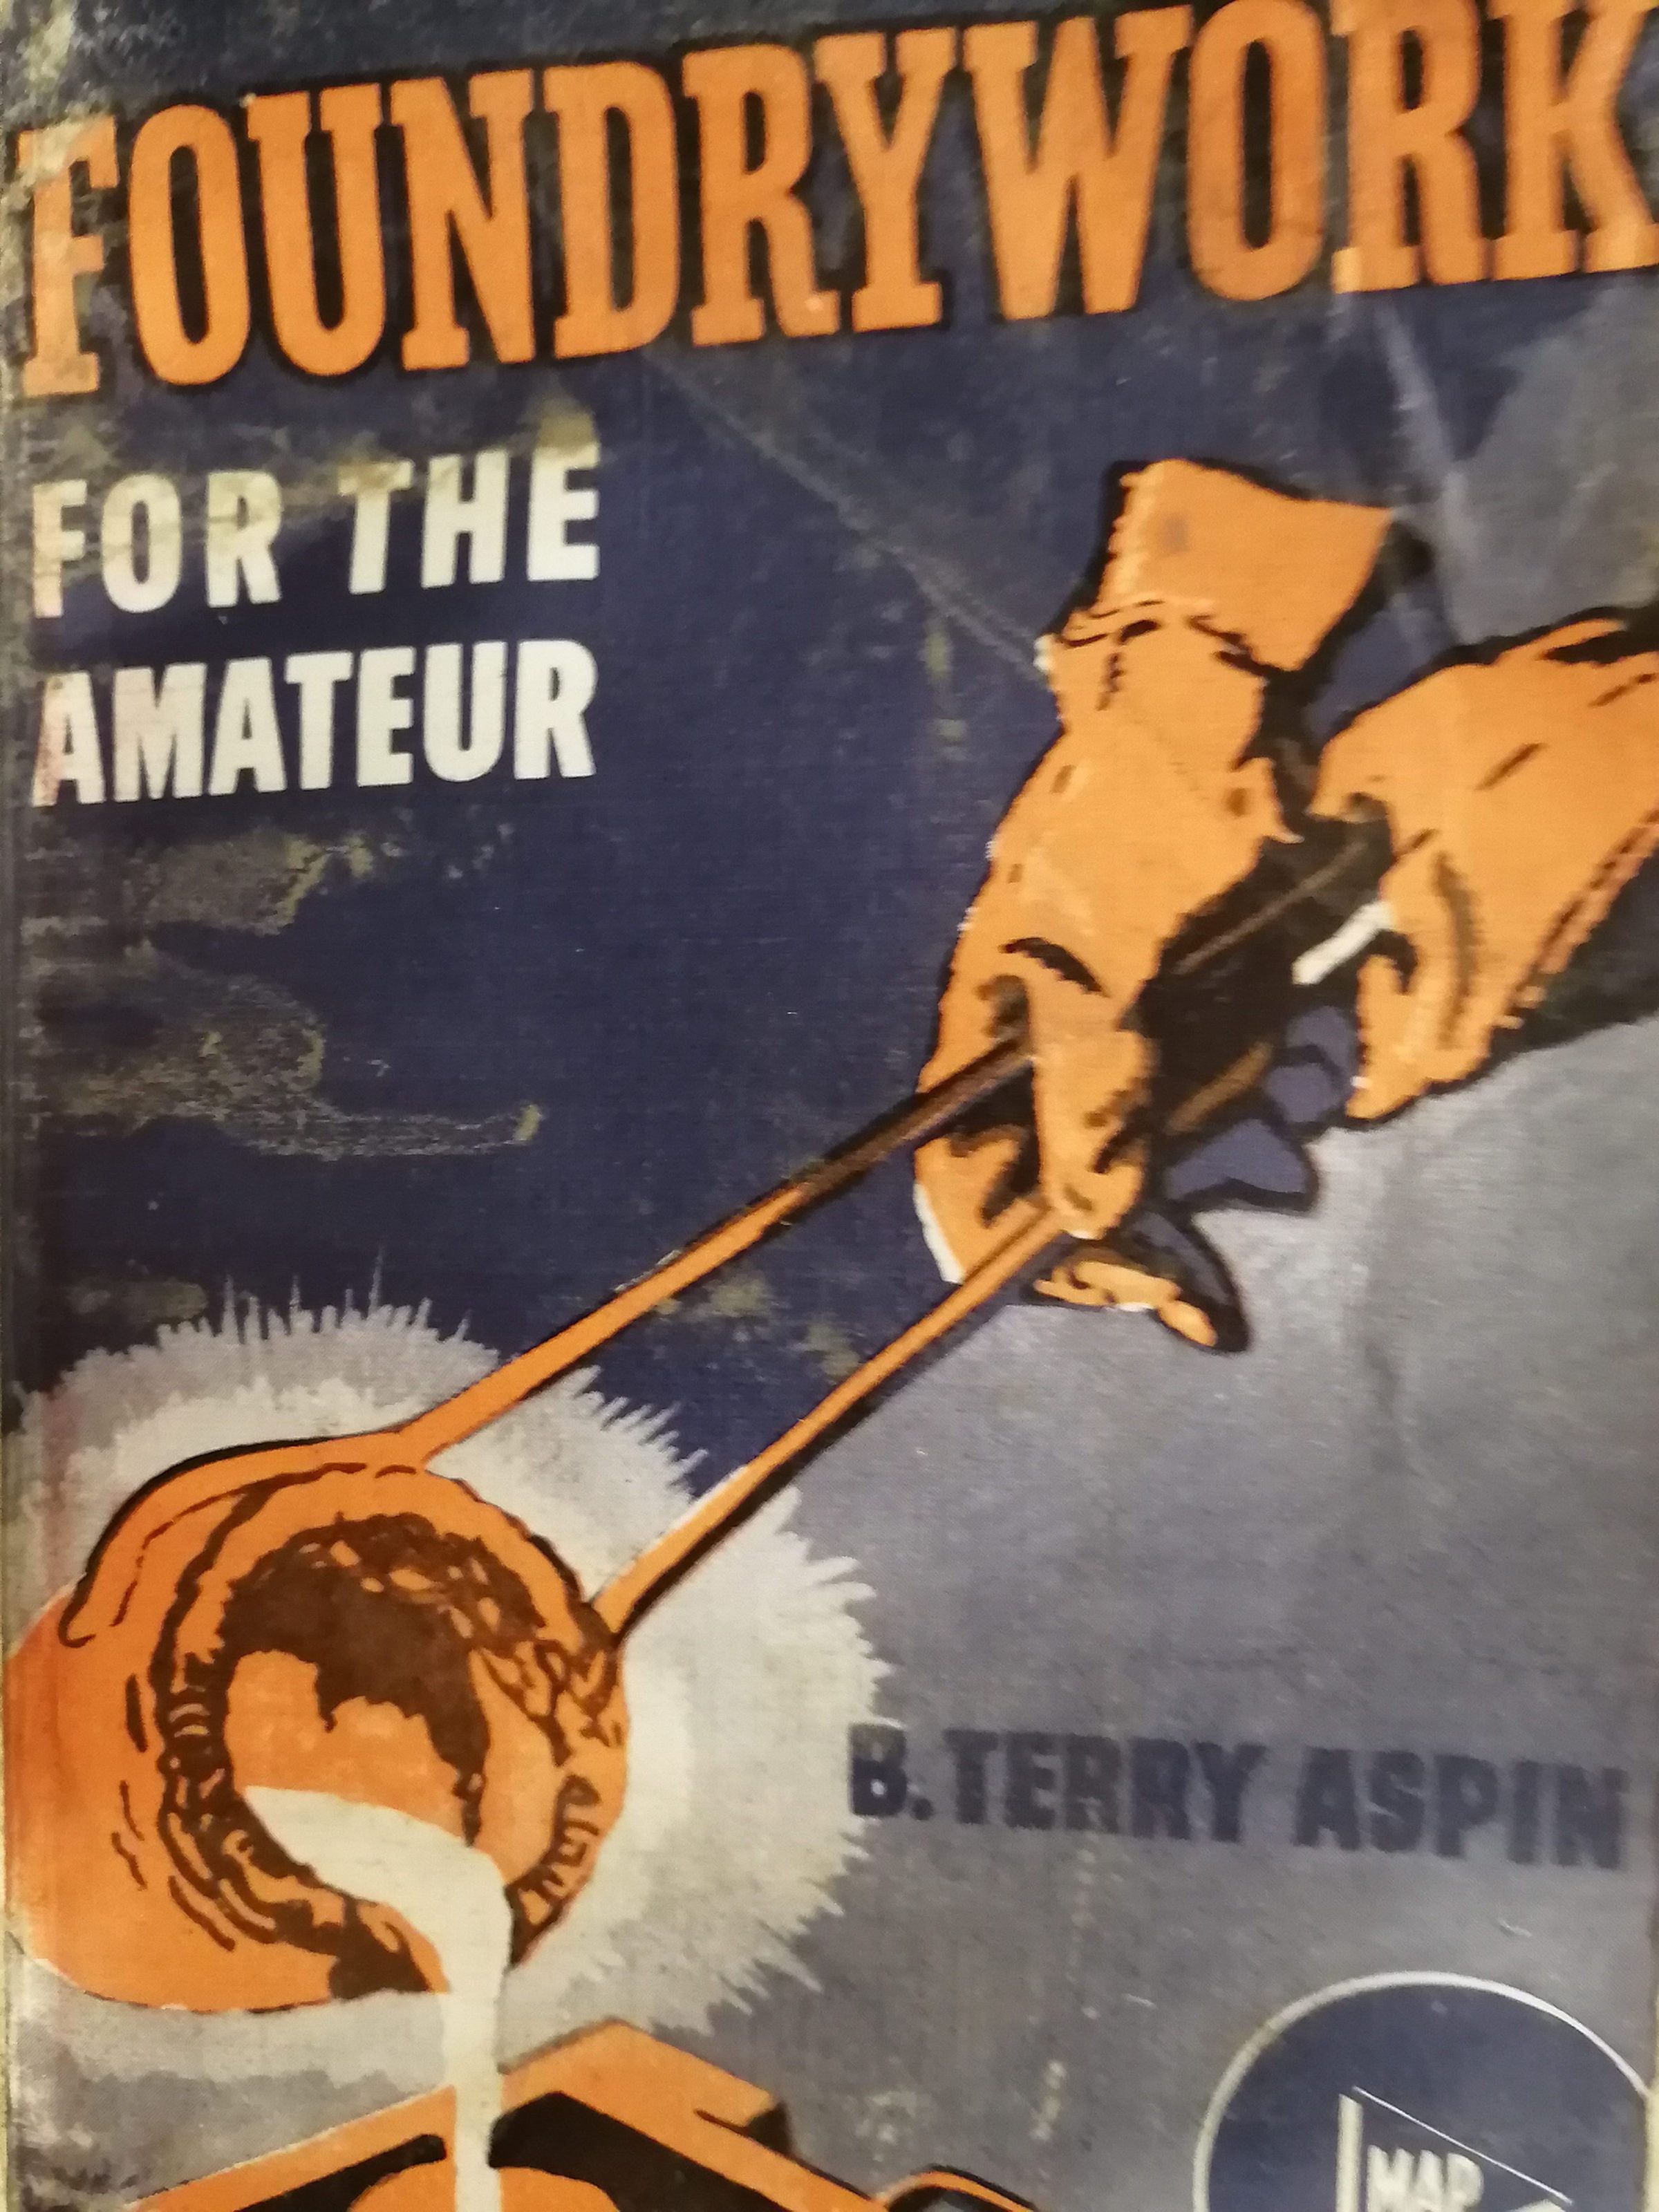 FOUNDRYWORK
FOR THE
AMATEUR
B. TERRY ASPIN
MAP